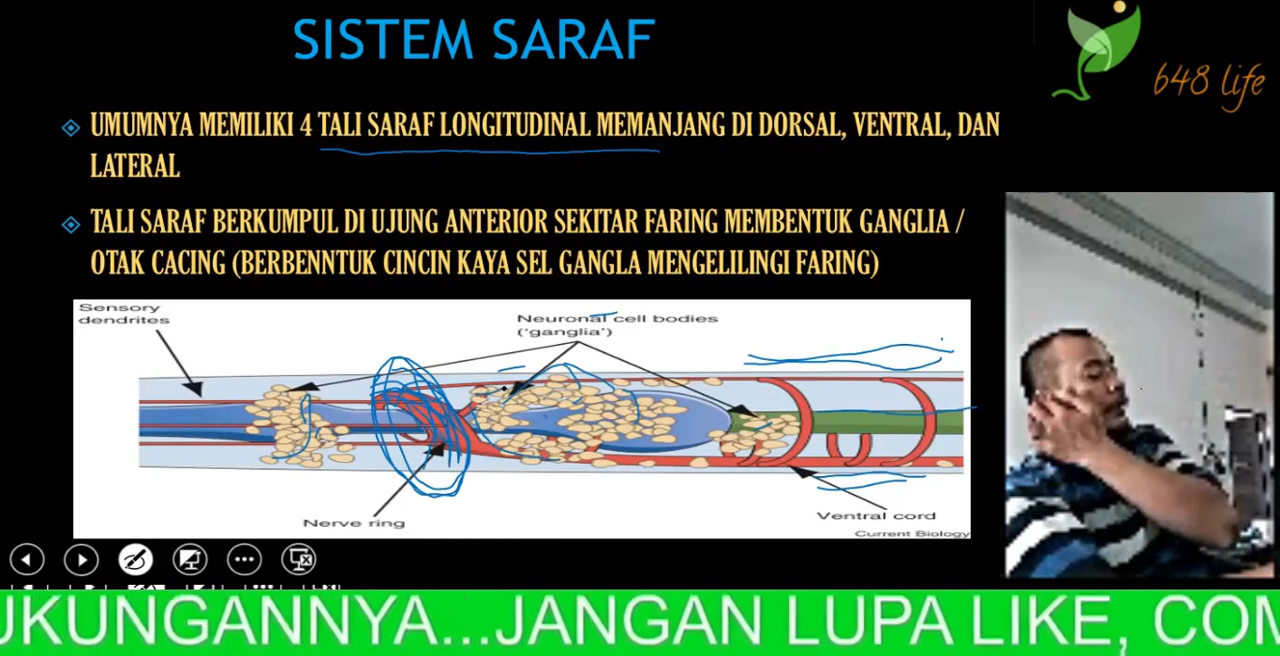 SISTEM SARAF
648 life
UMUMNYA MEMILIKI 4 TALI SARAF LONGITUDINAL MEMANJANG DI DORSAL, VENTRAL, DAN
LATERAL
TALI SARAF BERKUMPUL DI UJUNG ANTERIOR SEKITAR FARING MEMBENTUK GANGLIA /
OTAK CACING (BERBENNTUK CINCIN KAYA SEL GANGLA MENGELILINGI FARING)
Sensory
dendrites
Neuronal cell bodies
('ganglia')
Nerve ring
Ventral cord
Current Biology
UKUNGANNYA...JANGAN LUPA LIKE, COM